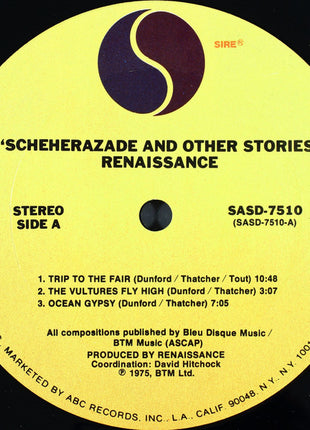 SIRE®
'SCHEHERAZADE AND OTHER STORIES
RENAISSANCE
STEREO
SIDE A
SASD-7510
(SASD-7510-A)
1. TRIP TO THE FAIR (Dunford / Thatcher / Tout) 10:48
2. THE VULTURES FLY HIGH (Dunford / Thatcher) 3:07
3. OCEAN GYPSY (Dunford / Thatcher) 7:05
All compositions published by Bleu Disque Music /
BTM Music (ASCAP)
PRODUCED BY RENAISSANCE
Coordination: David Hitchock
℗ 1975, BTM Ltd.
MARKETED BY ABC RECORDS, INC., L.A., CALIF. 90048, N.Y., N.Y.